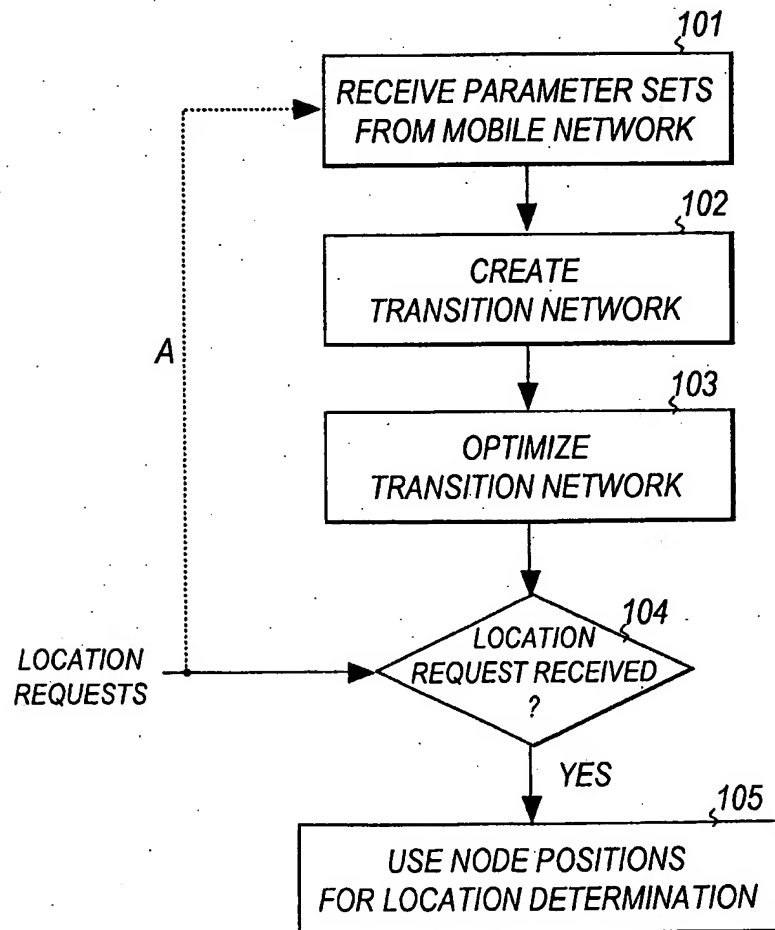 101
RECEIVE PARAMETER SETS
FROM MOBILE NETWORK
102
CREATE
TRANSITION NETWORK
A
103
OPTIMIZE
TRANSITION NETWORK
104
LOCATION
REQUEST RECEIVED
?
LOCATION
REQUESTS
YES
105
USE NODE POSITIONS
FOR LOCATION DETERMINATION